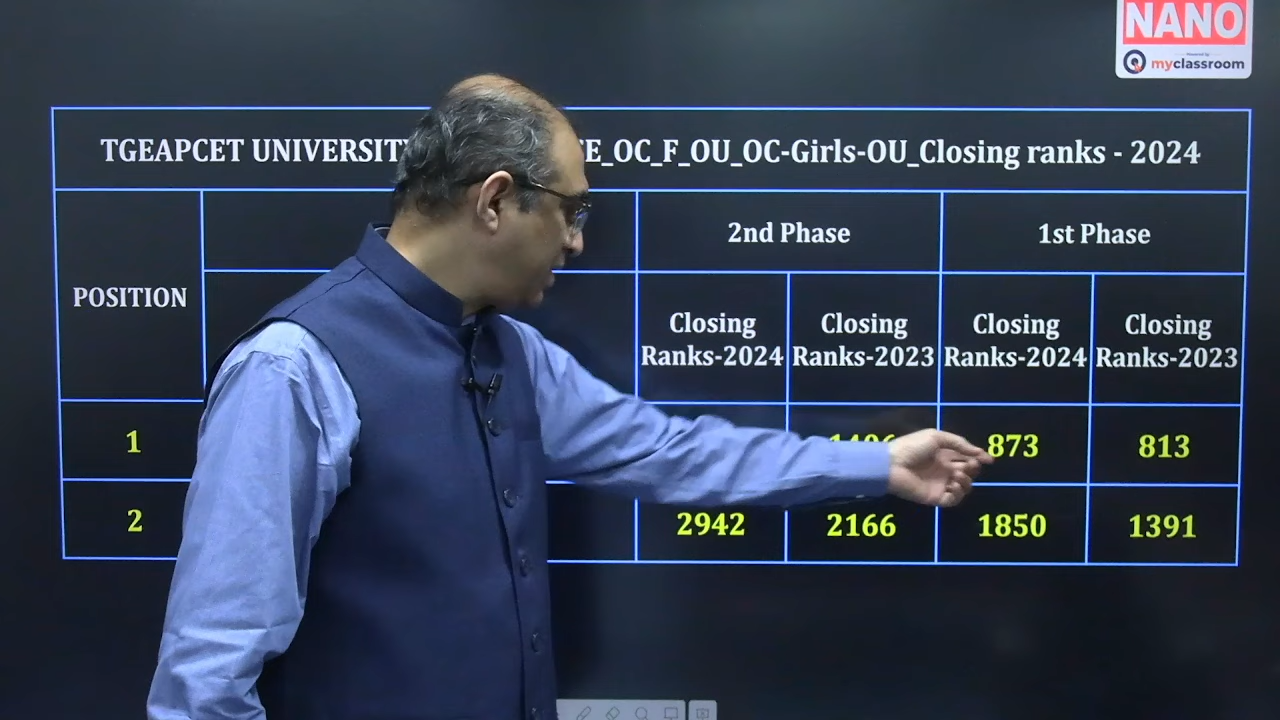 NANO
myclassroom
TGEAPCET UNIVERSITY E_OC_F_OU_OC-Girls-OU_Closing ranks - 2024
POSITION
2nd Phase
1st Phase
Closing
Ranks-2024
Closing
Ranks-2023
Closing
Ranks-2024
Closing
Ranks-2023
1
873
813
2
2942
2166
1850
1391